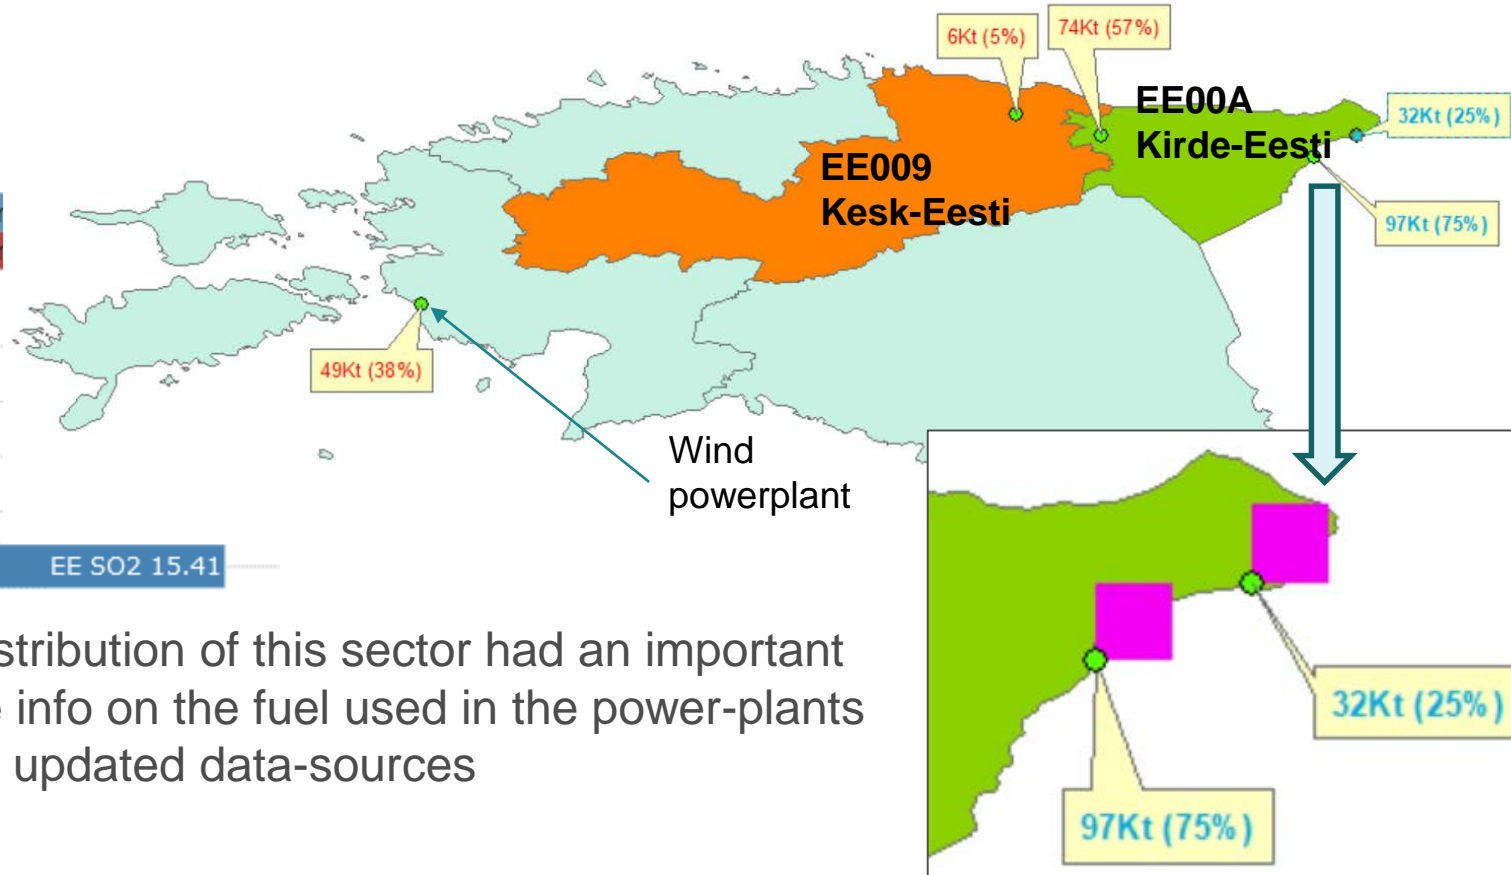 6Kt (5%)
74Kt (57%)
EE00A
Kirde-Eesti
32Kt (25%)
EE009
Kesk-Eesti
97Kt (75%)
49Kt (38%)
Wind
powerplant
EE SO2 15.41
stribution of this sector had an important
info on the fuel used in the power-plants
updated data-sources
32Kt (25%)
97Kt (75%)